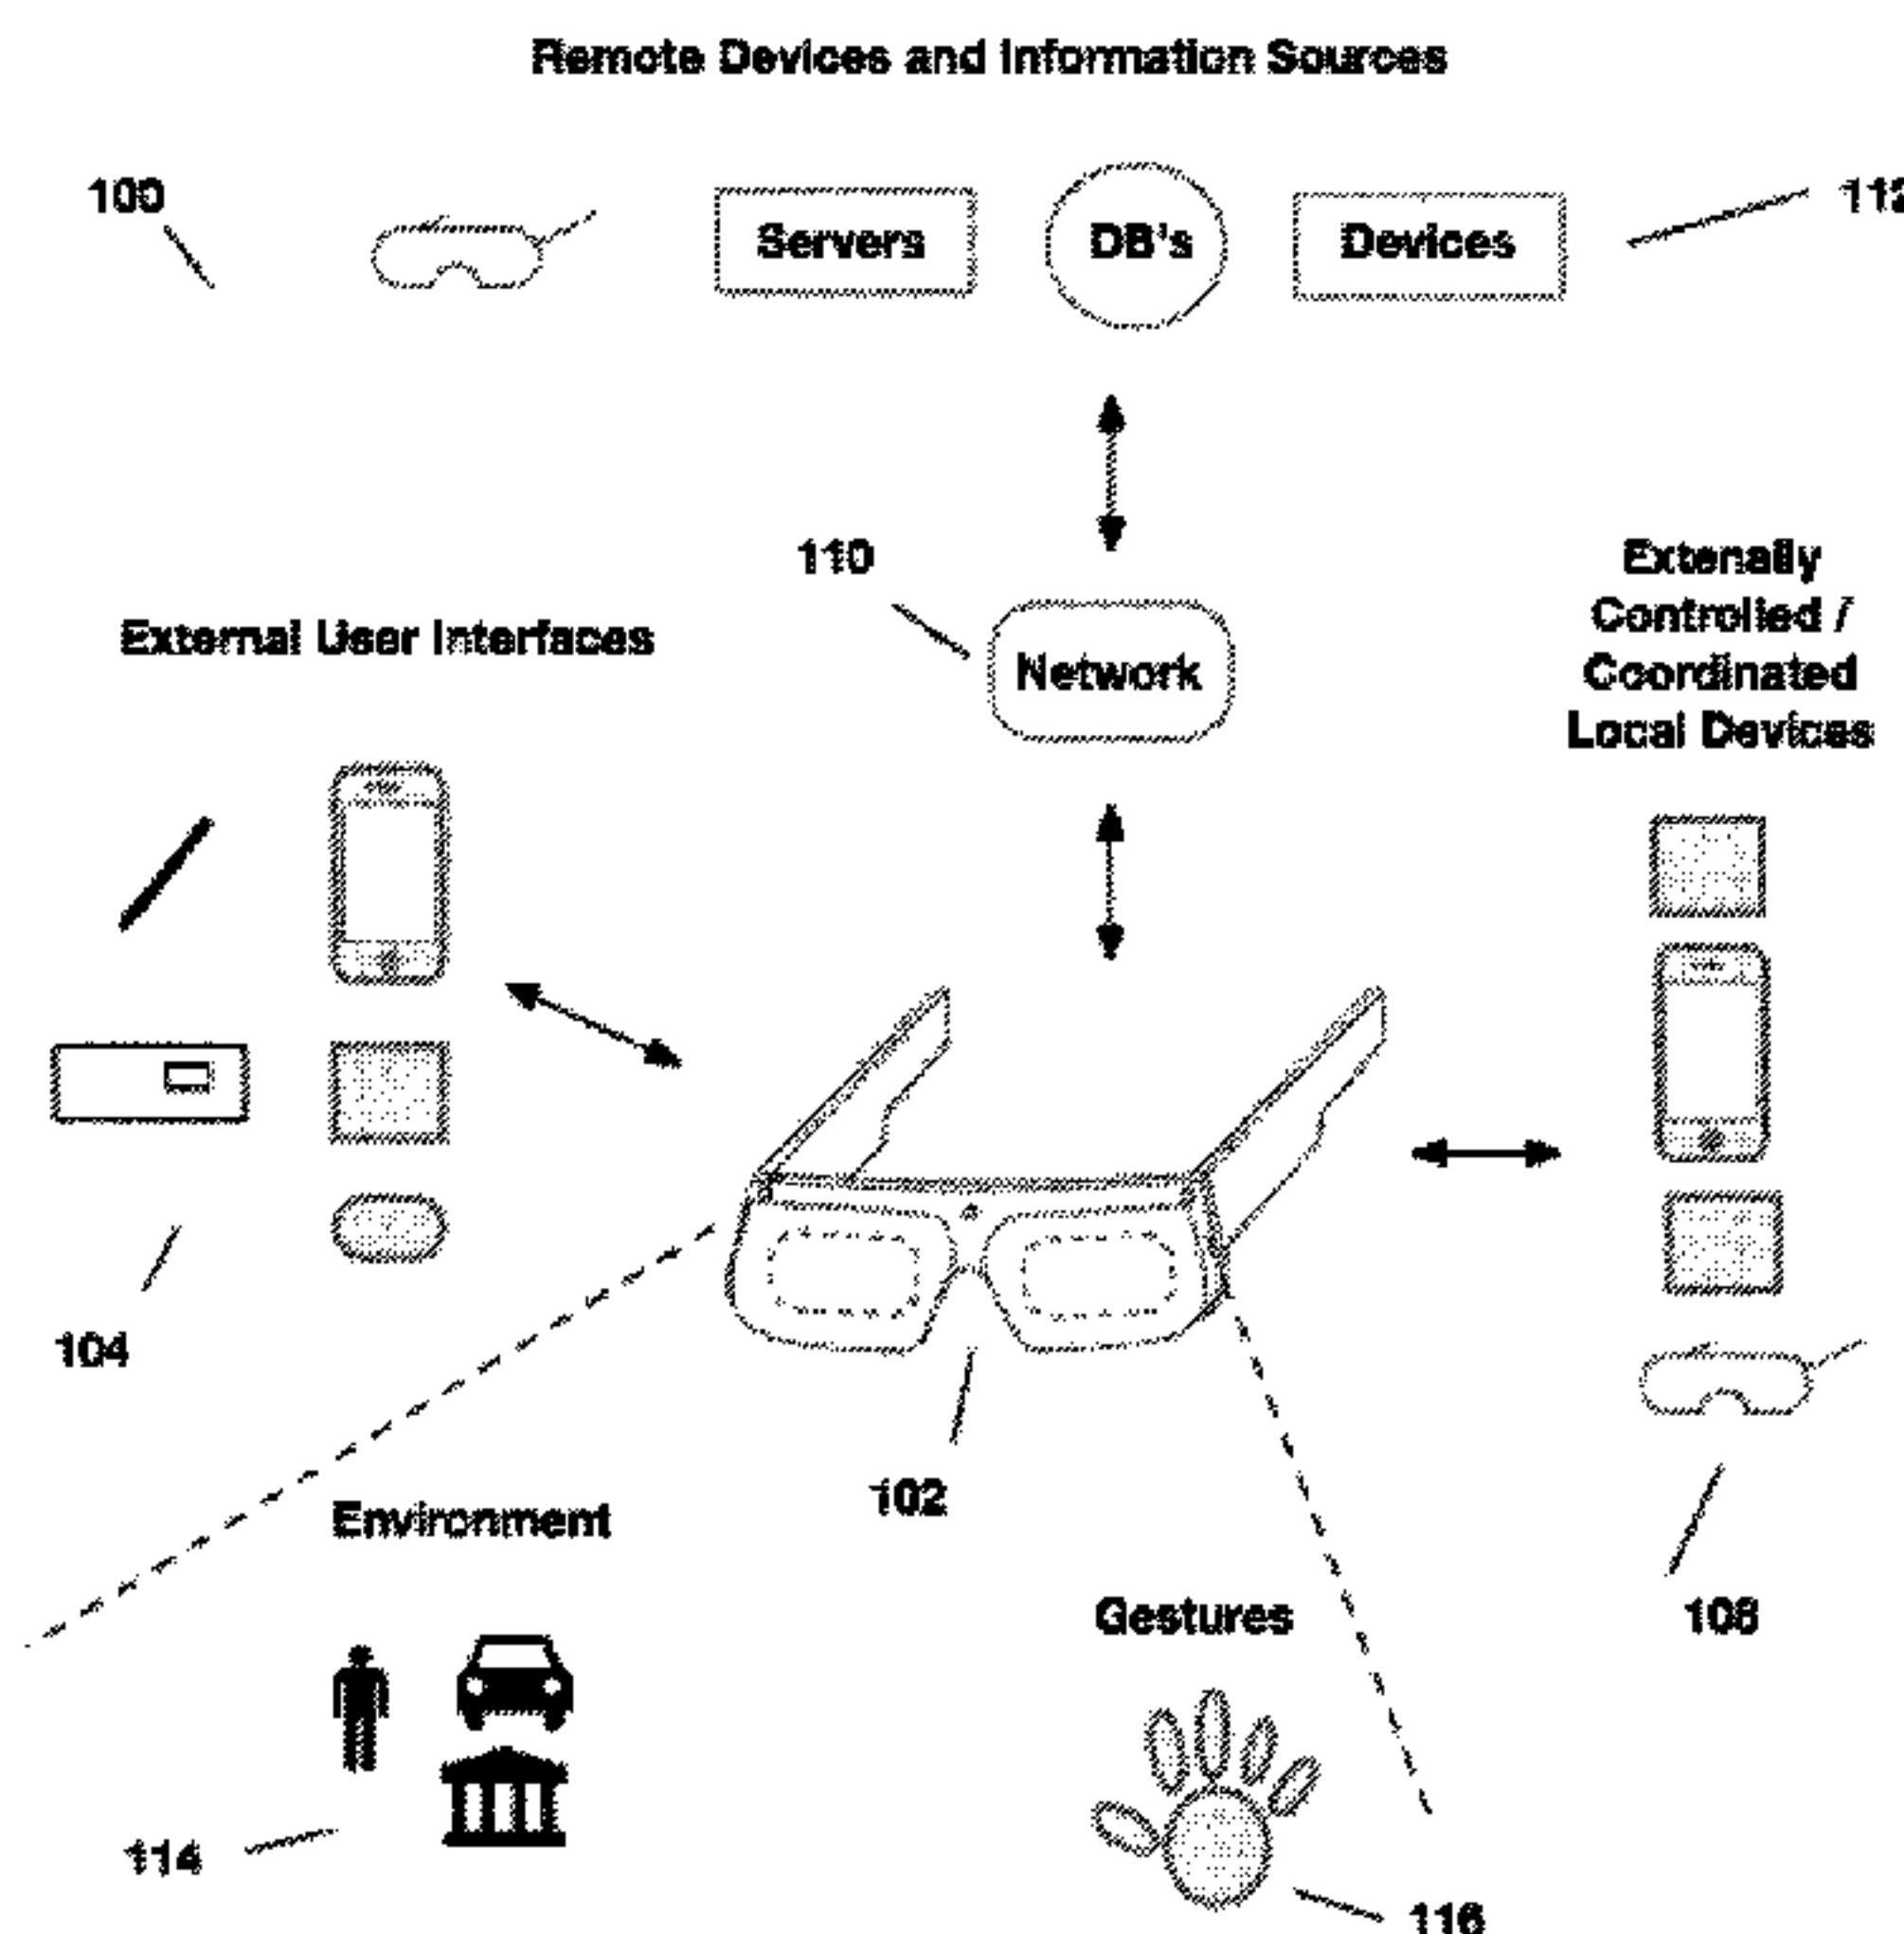 Remote Devices and Information Sources
100
Servers
DB's
Devices
112
110
Network
Extenally
Controlled /
Coordinated
Local Devices
External User Interfaces
104
102
108
Environment
Gestures
114
116